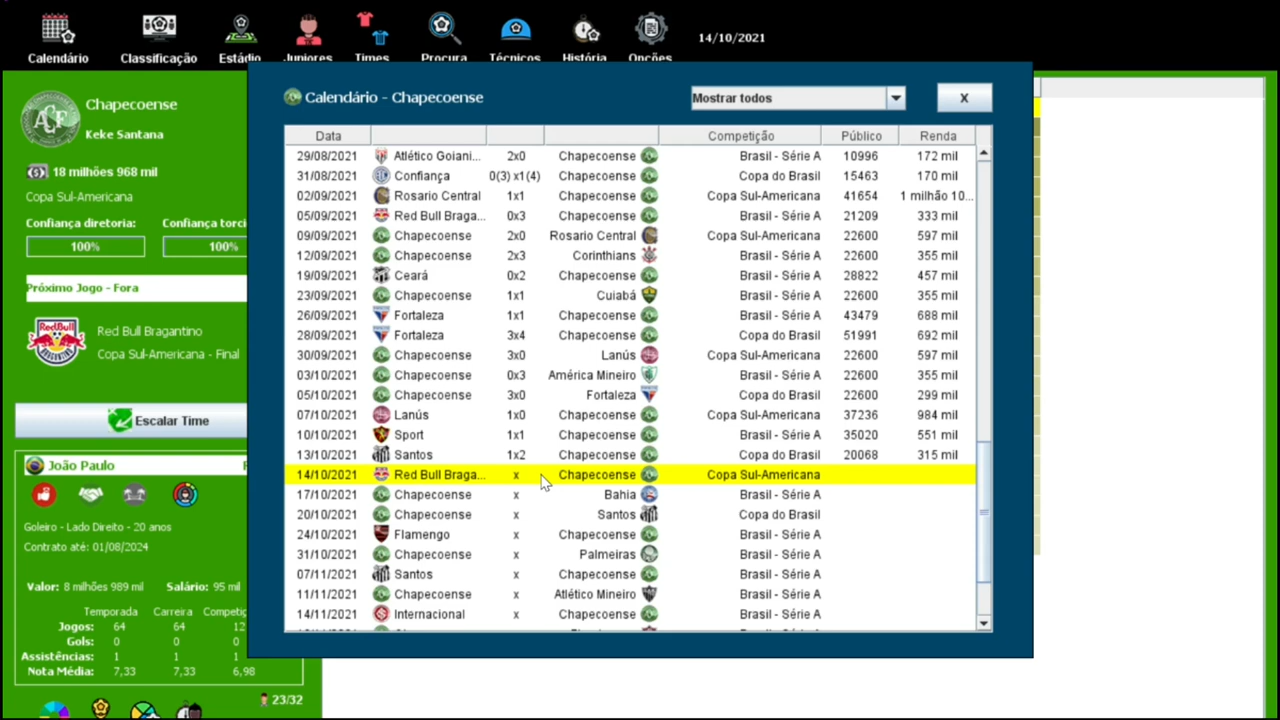 Calendário
Classificação
Estádio
Juniores
Times
Procura
Técnicos
História
Opções
14/10/2021
Chapecoense
Keke Santana
18 milhões 968 mil
Copa Sul-Americana
Confiança diretoria:
Confiança torci
100%
100%
Próximo Jogo - Fora
Red Bull Bragantino
Copa Sul-Americana - Final
Escalar Time
João Paulo
Goleiro - Lado Direito - 20 anos
Contrato até: 01/08/2024
Valor: 8 milhões 989 mil Salário: 95 mil
Temporada Carreira Competiç
Jogos: 64 64 12
Gols: 0 0 0
Assistências: 1 1 1
Nota Média: 7,33 7,33 6,98
23/32
Calendário - Chapecoense
Mostrar todos
X
Data Competição Público Renda
29/08/2021 Atlético Goiani... 2x0 Chapecoense Brasil - Série A 10996 172 mil
31/08/2021 Confiança 0(3) x1(4) Chapecoense Copa do Brasil 15463 170 mil
02/09/2021 Rosario Central 1x1 Chapecoense Copa Sul-Americana 41654 1 milhão 10...
05/09/2021 Red Bull Braga... 0x3 Chapecoense Brasil - Série A 21209 333 mil
09/09/2021 Chapecoense 2x0 Rosario Central Copa Sul-Americana 22600 597 mil
12/09/2021 Chapecoense 2x3 Corinthians Brasil - Série A 22600 355 mil
19/09/2021 Ceará 0x2 Chapecoense Brasil - Série A 28822 457 mil
23/09/2021 Chapecoense 1x1 Cuiabá Brasil - Série A 22600 355 mil
26/09/2021 Fortaleza 1x1 Chapecoense Brasil - Série A 43479 688 mil
28/09/2021 Fortaleza 3x4 Chapecoense Copa do Brasil 51991 692 mil
30/09/2021 Chapecoense 3x0 Lanús Copa Sul-Americana 22600 597 mil
03/10/2021 Chapecoense 0x3 América Mineiro Brasil - Série A 22600 355 mil
05/10/2021 Chapecoense 3x0 Fortaleza Copa do Brasil 22600 299 mil
07/10/2021 Lanús 1x0 Chapecoense Copa Sul-Americana 37236 984 mil
10/10/2021 Sport 1x1 Chapecoense Brasil - Série A 35020 551 mil
13/10/2021 Santos 1x2 Chapecoense Copa do Brasil 20068 315 mil
14/10/2021 Red Bull Braga... x Chapecoense Copa Sul-Americana
17/10/2021 Chapecoense x Bahia Brasil - Série A
20/10/2021 Chapecoense x Santos Copa do Brasil
24/10/2021 Flamengo x Chapecoense Brasil - Série A
31/10/2021 Chapecoense x Palmeiras Brasil - Série A
07/11/2021 Santos x Chapecoense Brasil - Série A
11/11/2021 Chapecoense x Atlético Mineiro Brasil - Série A
14/11/2021 Internacional x Chapecoense Brasil - Série A